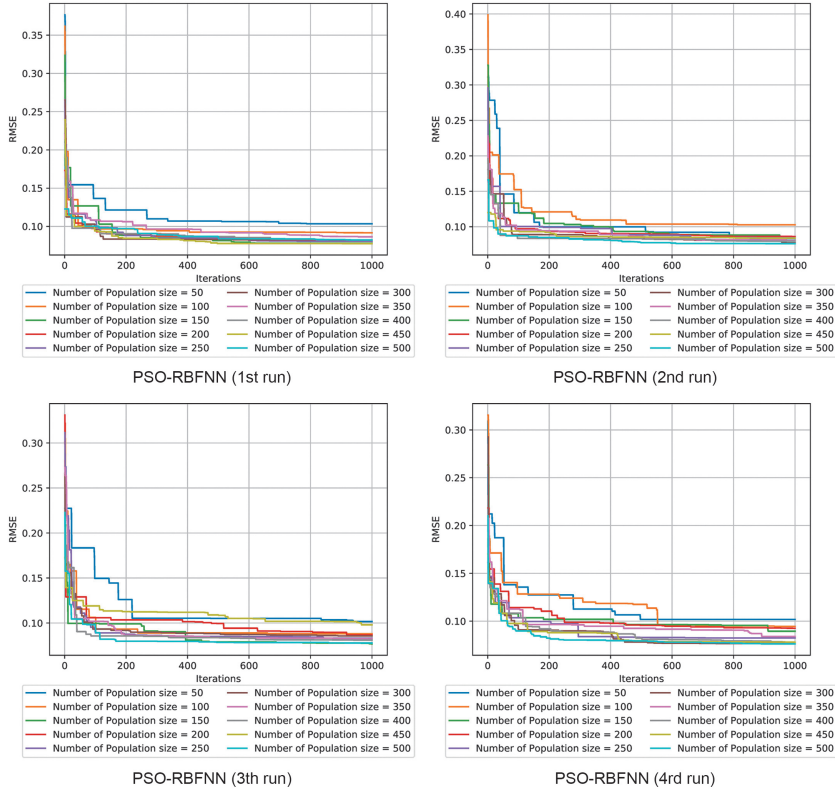 0.35
0.30
0.25
0.20
0.15
0.10
RMSE
0 200 400 600 800 1000
Iterations
Number of Population size = 50 Number of Population size = 300
Number of Population size = 100 Number of Population size = 350
Number of Population size = 150 Number of Population size = 400
Number of Population size = 200 Number of Population size = 450
Number of Population size = 250 Number of Population size = 500
PSO-RBFNN (1st run)
0.40
0.35
0.30
0.25
0.20
0.15
0.10
RMSE
0 200 400 600 800 1000
Iterations
Number of Population size = 50 Number of Population size = 300
Number of Population size = 100 Number of Population size = 350
Number of Population size = 150 Number of Population size = 400
Number of Population size = 200 Number of Population size = 450
Number of Population size = 250 Number of Population size = 500
PSO-RBFNN (2nd run)
0.30
0.25
0.20
0.15
0.10
RMSE
0 200 400 600 800 1000
Iterations
Number of Population size = 50 Number of Population size = 300
Number of Population size = 100 Number of Population size = 350
Number of Population size = 150 Number of Population size = 400
Number of Population size = 200 Number of Population size = 450
Number of Population size = 250 Number of Population size = 500
PSO-RBFNN (3th run)
0.30
0.25
0.20
0.15
0.10
RMSE
0 200 400 600 800 1000
Iterations
Number of Population size = 50 Number of Population size = 300
Number of Population size = 100 Number of Population size = 350
Number of Population size = 150 Number of Population size = 400
Number of Population size = 200 Number of Population size = 450
Number of Population size = 250 Number of Population size = 500
PSO-RBFNN (4rd run)